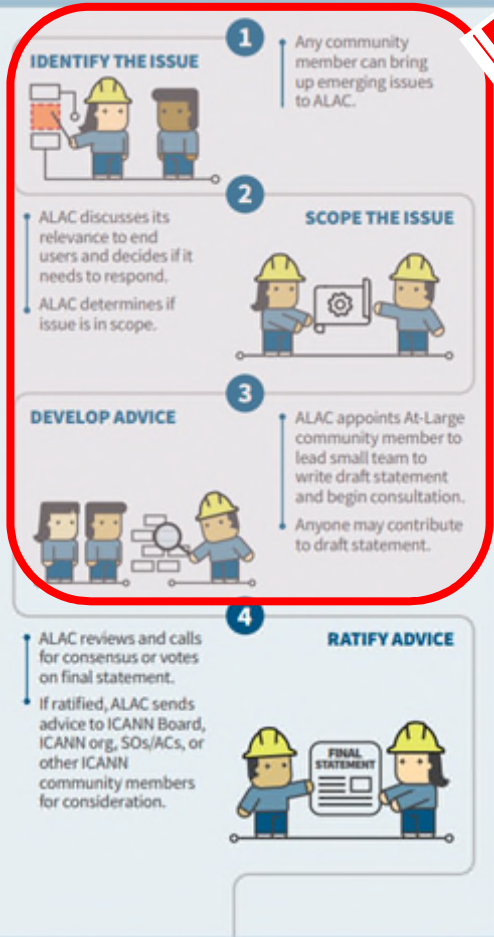 1
IDENTIFY THE ISSUE
Any community
member can bring
up emerging issues
to ALAC.
2
ALAC discusses its
relevance to end
users and decides if it
needs to respond.
ALAC determines if
issue is in scope.
SCOPE THE ISSUE
3
DEVELOP ADVICE
ALAC appoints At-Large
community member to
lead small team to
write draft statement
and begin consultation.
Anyone may contribute
to draft statement.
4
ALAC reviews and calls
for consensus or votes
on final statement.
If ratified, ALAC sends
advice to ICANN Board,
ICANN org, SOs/ACs, or
other ICANN
community members
for consideration.
RATIFY ADVICE
FINAL
STATEMENT